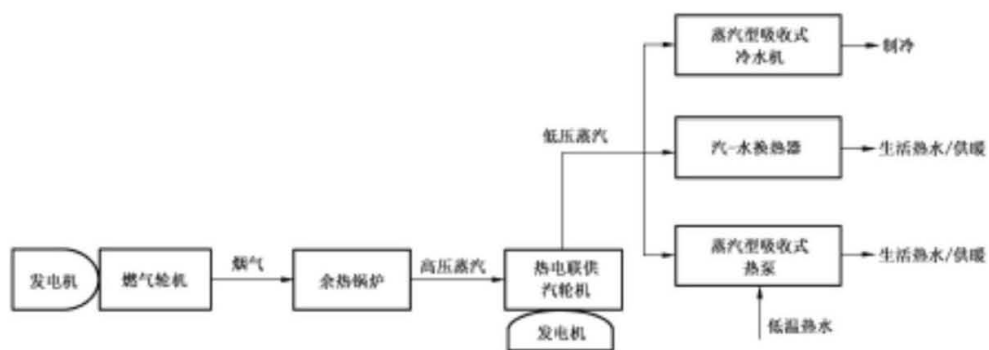 蒸汽型吸收式
冷水机
制冷
低压蒸汽
汽-水换热器
生活热水/供暖
发电机
燃气轮机
烟气
余热锅炉
高压蒸汽
热电联供
汽轮机
发电机
蒸汽型吸收式
热泵
生活热水/供暖
低温热水